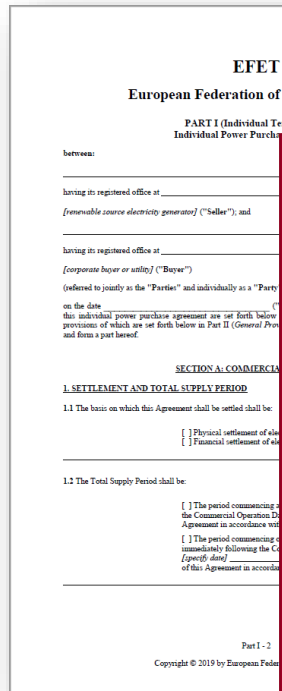 EFET
European Federation of
PART I (Individual Te
Individual Power Purcha
between:
having its registered office at
[renewable source electricity generator] ("Seller"); and
having its registered office at
[corporate buyer or utility] ("Buyer")
(referred to jointly as the "Parties" and individually as a "Party
on the date ("
this individual power purchase agreement are set forth below
provisions of which are set forth below in Part II (General Prov
and form a part hereof.
SECTION A: COMMERCIA
1. SETTLEMENT AND TOTAL SUPPLY PERIOD
1.1 The basis on which this Agreement shall be settled shall be:
[ ] Physical settlement of ele
[ ] Financial settlement of el
1.2 The Total Supply Period shall be:
[ ] The period commencing a
the Commercial Operation Da
Agreement in accordance wit
[ ] The period commencing o
immediately following the Co
[specify date]
of this Agreement in accordan
Part I - 2
Copyright © 2019 by European Feder